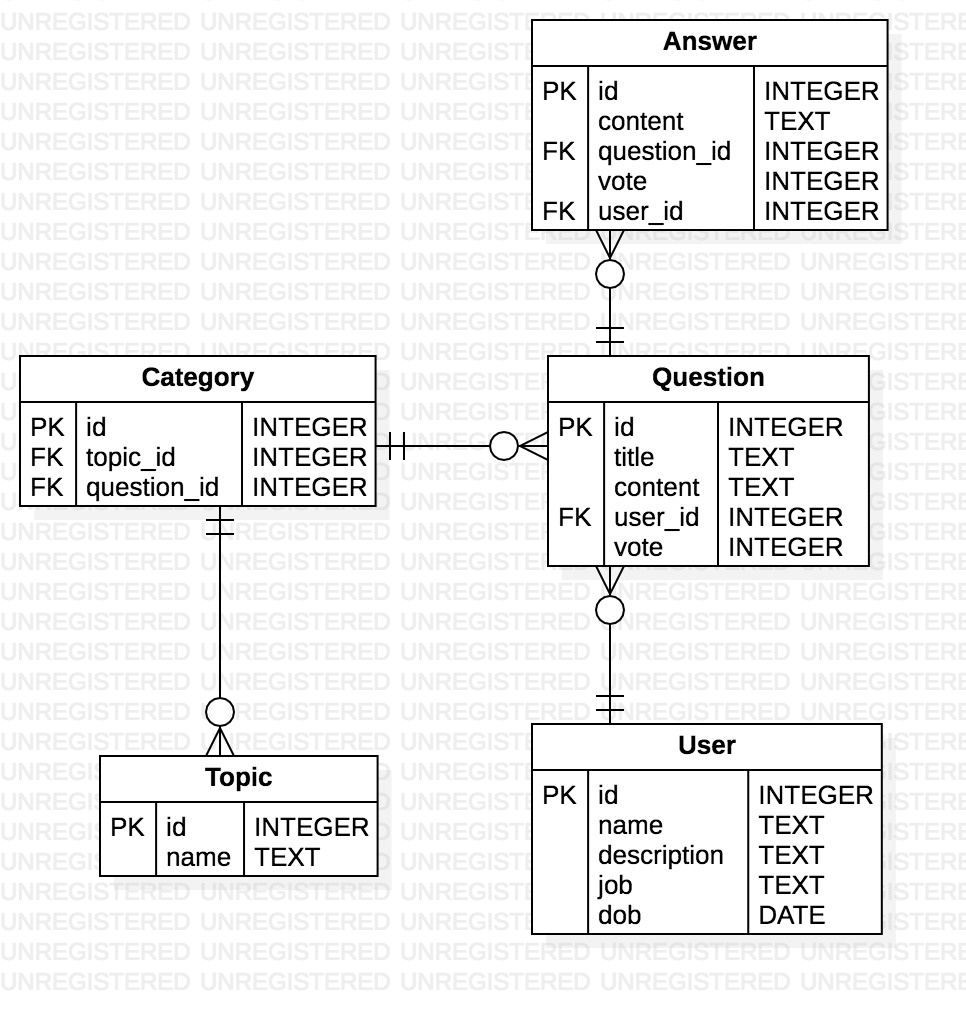 Answer
PK id INTEGER
content TEXT
FK question_id INTEGER
vote INTEGER
FK user_id INTEGER
Category
PK id INTEGER
FK topic_id INTEGER
FK question_id INTEGER
Question
PK id INTEGER
title TEXT
content TEXT
FK user_id INTEGER
vote INTEGER
Topic
PK id INTEGER
name TEXT
User
PK id INTEGER
name TEXT
description TEXT
job TEXT
dob DATE
UNREGISTERED